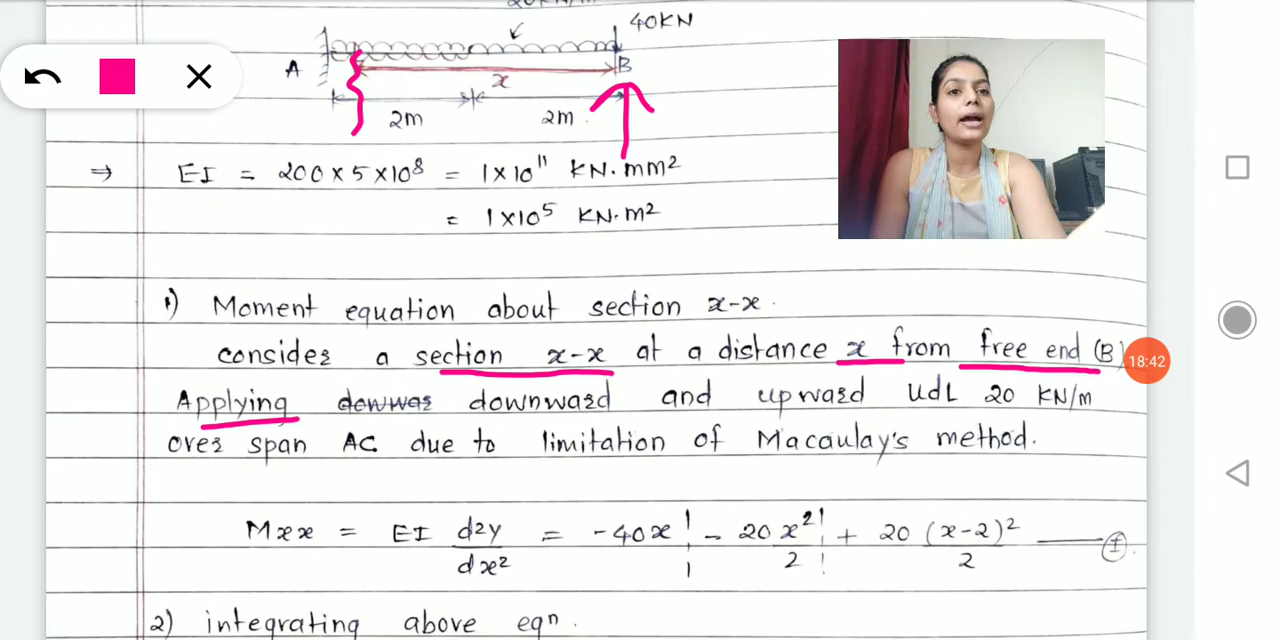 40KN
A
B
x
2m 2m
⇒ EI = 200 x 5 x 10⁸ = 1 x 10¹¹ KN.mm²
= 1 x 10⁵ KN.m²
1) Moment equation about section x-x.
consider a section x-x at a distance x from free end (B)
18:42
Applying downward and upward UdL 20 KN/m
over span AC due to limitation of Macaulay's method.
Mxx = EI d2y/dx² = -40x ¦ - 20x²/2 ¦ + 20 (x-2)²/2 —— ①
2) integrating above eqn.